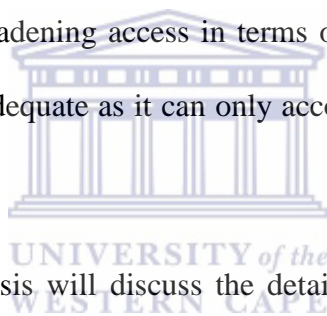 adening access in terms o
dequate as it can only acco
UNIVERSITY of the
sis will discuss the detai
WESTERN CAPE